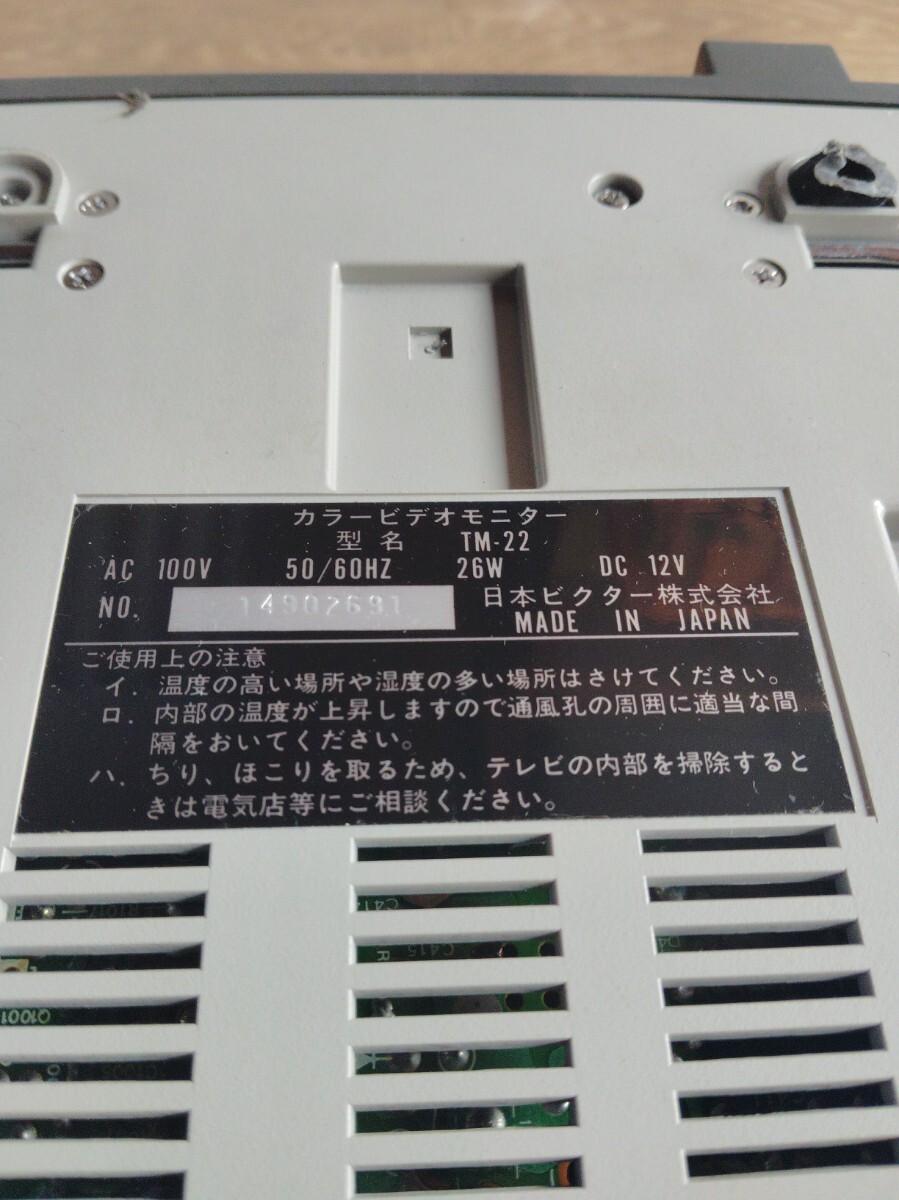 カラービデオモニター
型名 TM-22
AC 100V 50/60HZ 26W DC 12V
NO. 14907691 日本ビクター株式会社
MADE IN JAPAN
ご使用上の注意
イ. 温度の高い場所や湿度の多い場所はさけてください。
ロ. 内部の温度が上昇しますので通風孔の周囲に適当な間
隔をおいてください。
ハ. ちり、ほこりを取るため、テレビの内部を掃除すると
きは電気店等にご相談ください。
C415
R
Q1001